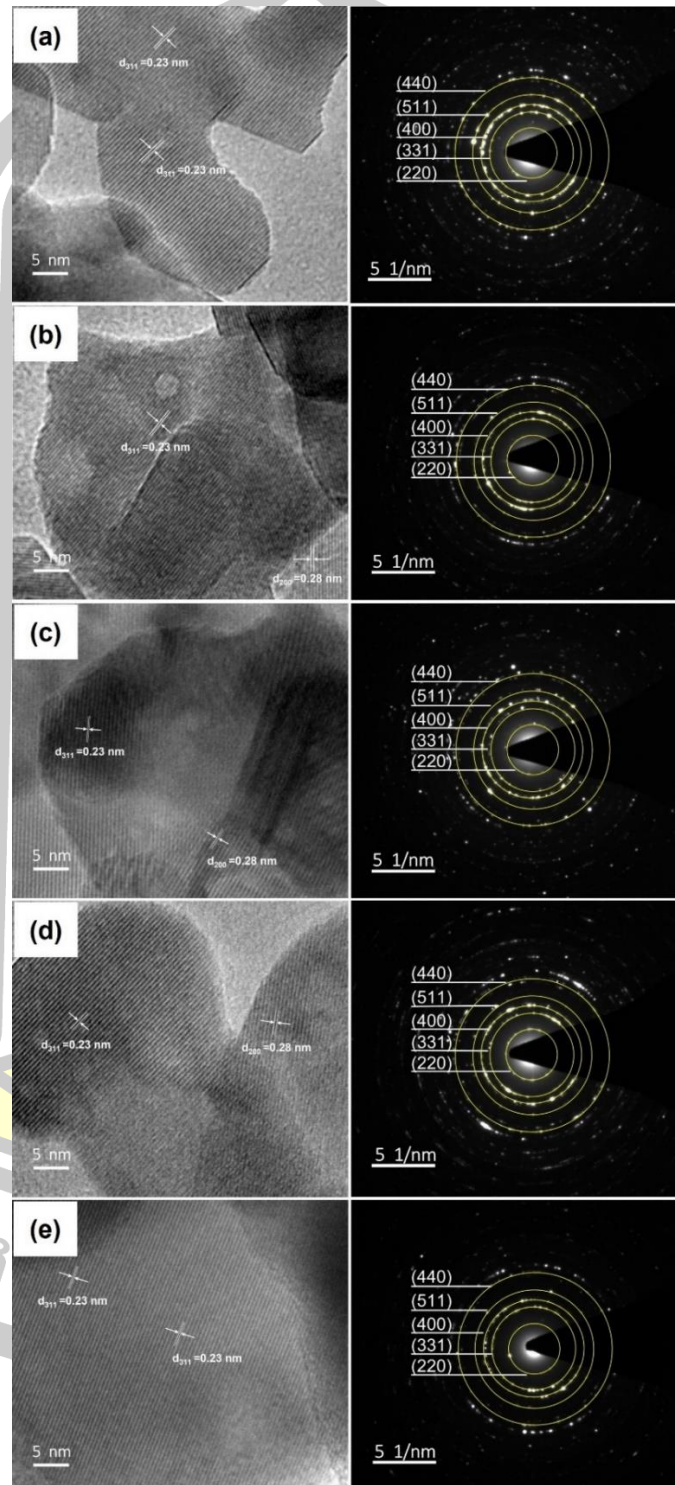 (a)
d311 =0.23 nm
d311 =0.23 nm
5 nm
(440)
(511)
(400)
(331)
(220)
5 1/nm
(b)
d311 =0.23 nm
d200 =0.28 nm
5 nm
(440)
(511)
(400)
(331)
(220)
5 1/nm
(c)
d311 =0.23 nm
d200 =0.28 nm
5 nm
(440)
(511)
(400)
(331)
(220)
5 1/nm
(d)
d311 =0.23 nm
d200 =0.28 nm
5 nm
(440)
(511)
(400)
(331)
(220)
5 1/nm
(e)
d311 =0.23 nm
d311 =0.23 nm
5 nm
(440)
(511)
(400)
(331)
(220)
5 1/nm